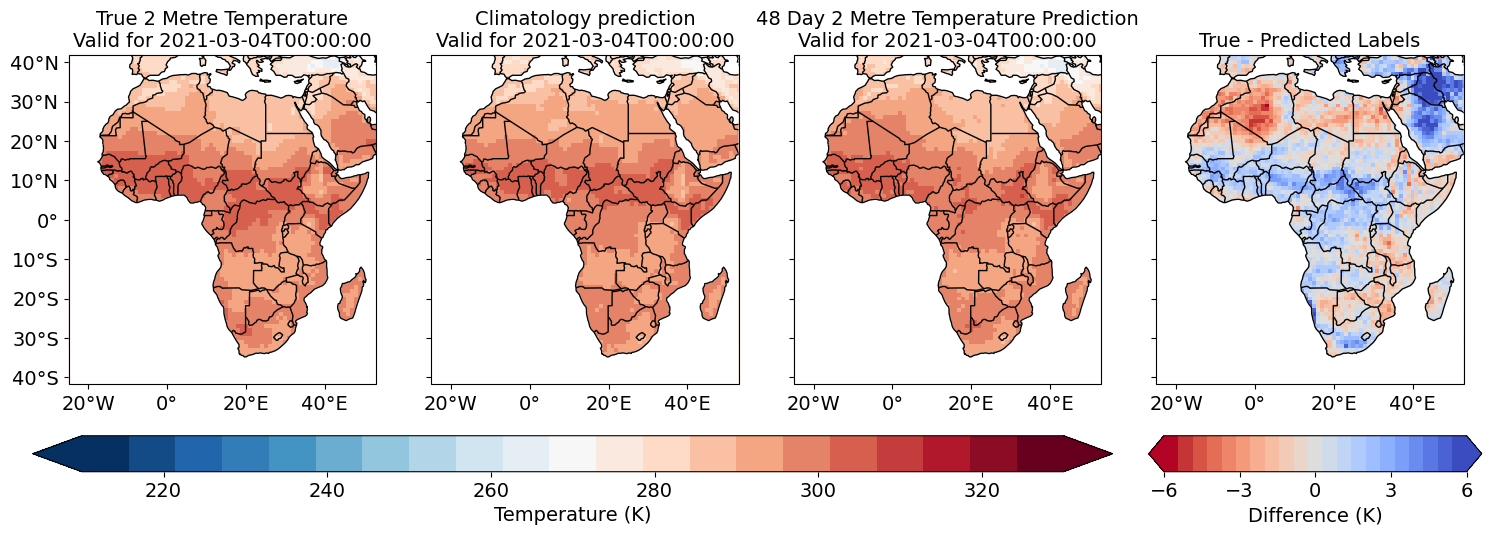 True 2 Metre Temperature
Valid for 2021-03-04T00:00:00
Climatology prediction
Valid for 2021-03-04T00:00:00
48 Day 2 Metre Temperature Prediction
Valid for 2021-03-04T00:00:00
True - Predicted Labels
40°N
30°N
20°N
10°N
0°
10°S
20°S
30°S
40°S
20°W 0° 20°E 40°E
20°W 0° 20°E 40°E
20°W 0° 20°E 40°E
20°W 0° 20°E 40°E
220 240 260 280 300 320
Temperature (K)
−6 −3 0 3 6
Difference (K)